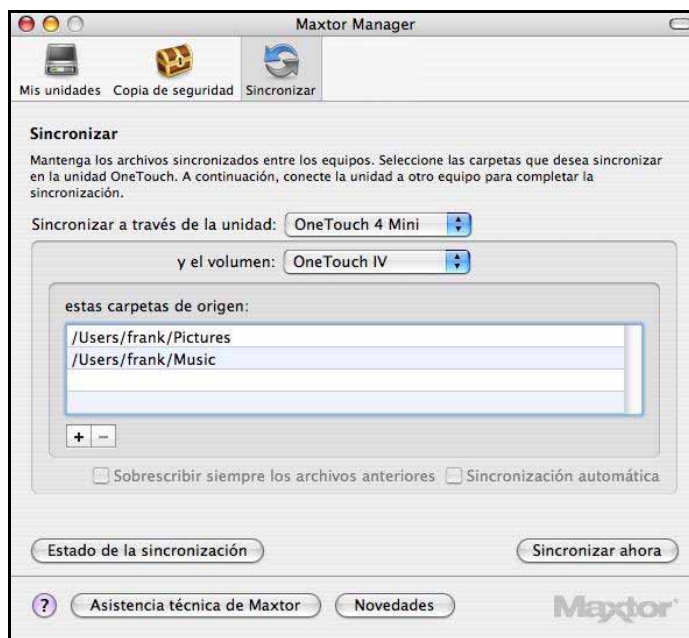 Maxtor Manager
Mis unidades Copia de seguridad Sincronizar
Sincronizar
Mantenga los archivos sincronizados entre los equipos. Seleccione las carpetas que desea sincronizar
en la unidad OneTouch. A continuación, conecte la unidad a otro equipo para completar la
sincronización.
Sincronizar a través de la unidad: OneTouch 4 Mini
y el volumen: OneTouch IV
estas carpetas de origen:
/Users/frank/Pictures
/Users/frank/Music
+ −
Sobrescribir siempre los archivos anteriores Sincronización automática
Estado de la sincronización Sincronizar ahora
? Asistencia técnica de Maxtor Novedades Maxtor